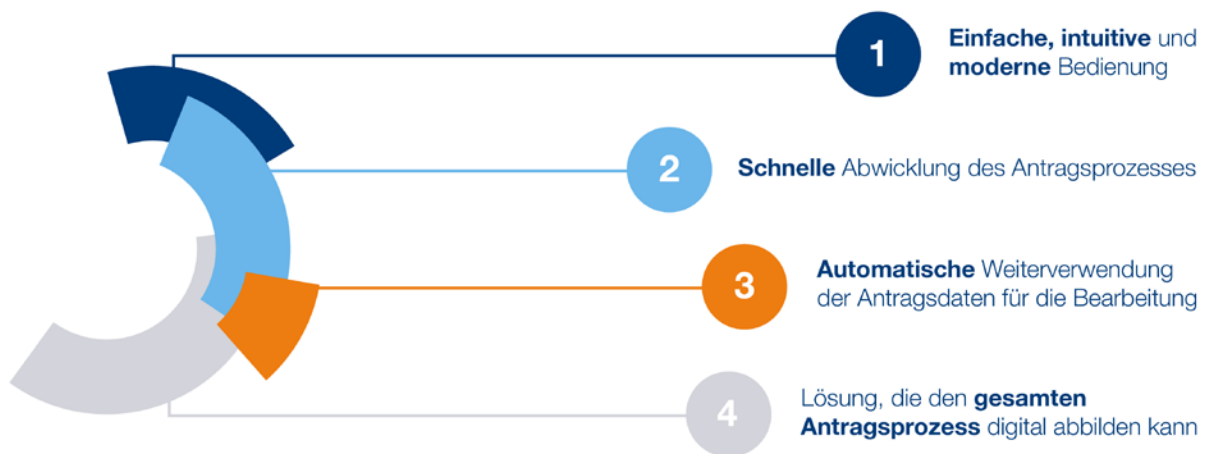 1
Einfache, intuitive und
moderne Bedienung
2
Schnelle Abwicklung des Antragsprozesses
3
Automatische Weiterverwendung
der Antragsdaten für die Bearbeitung
4
Lösung, die den gesamten
Antragsprozess digital abbilden kann